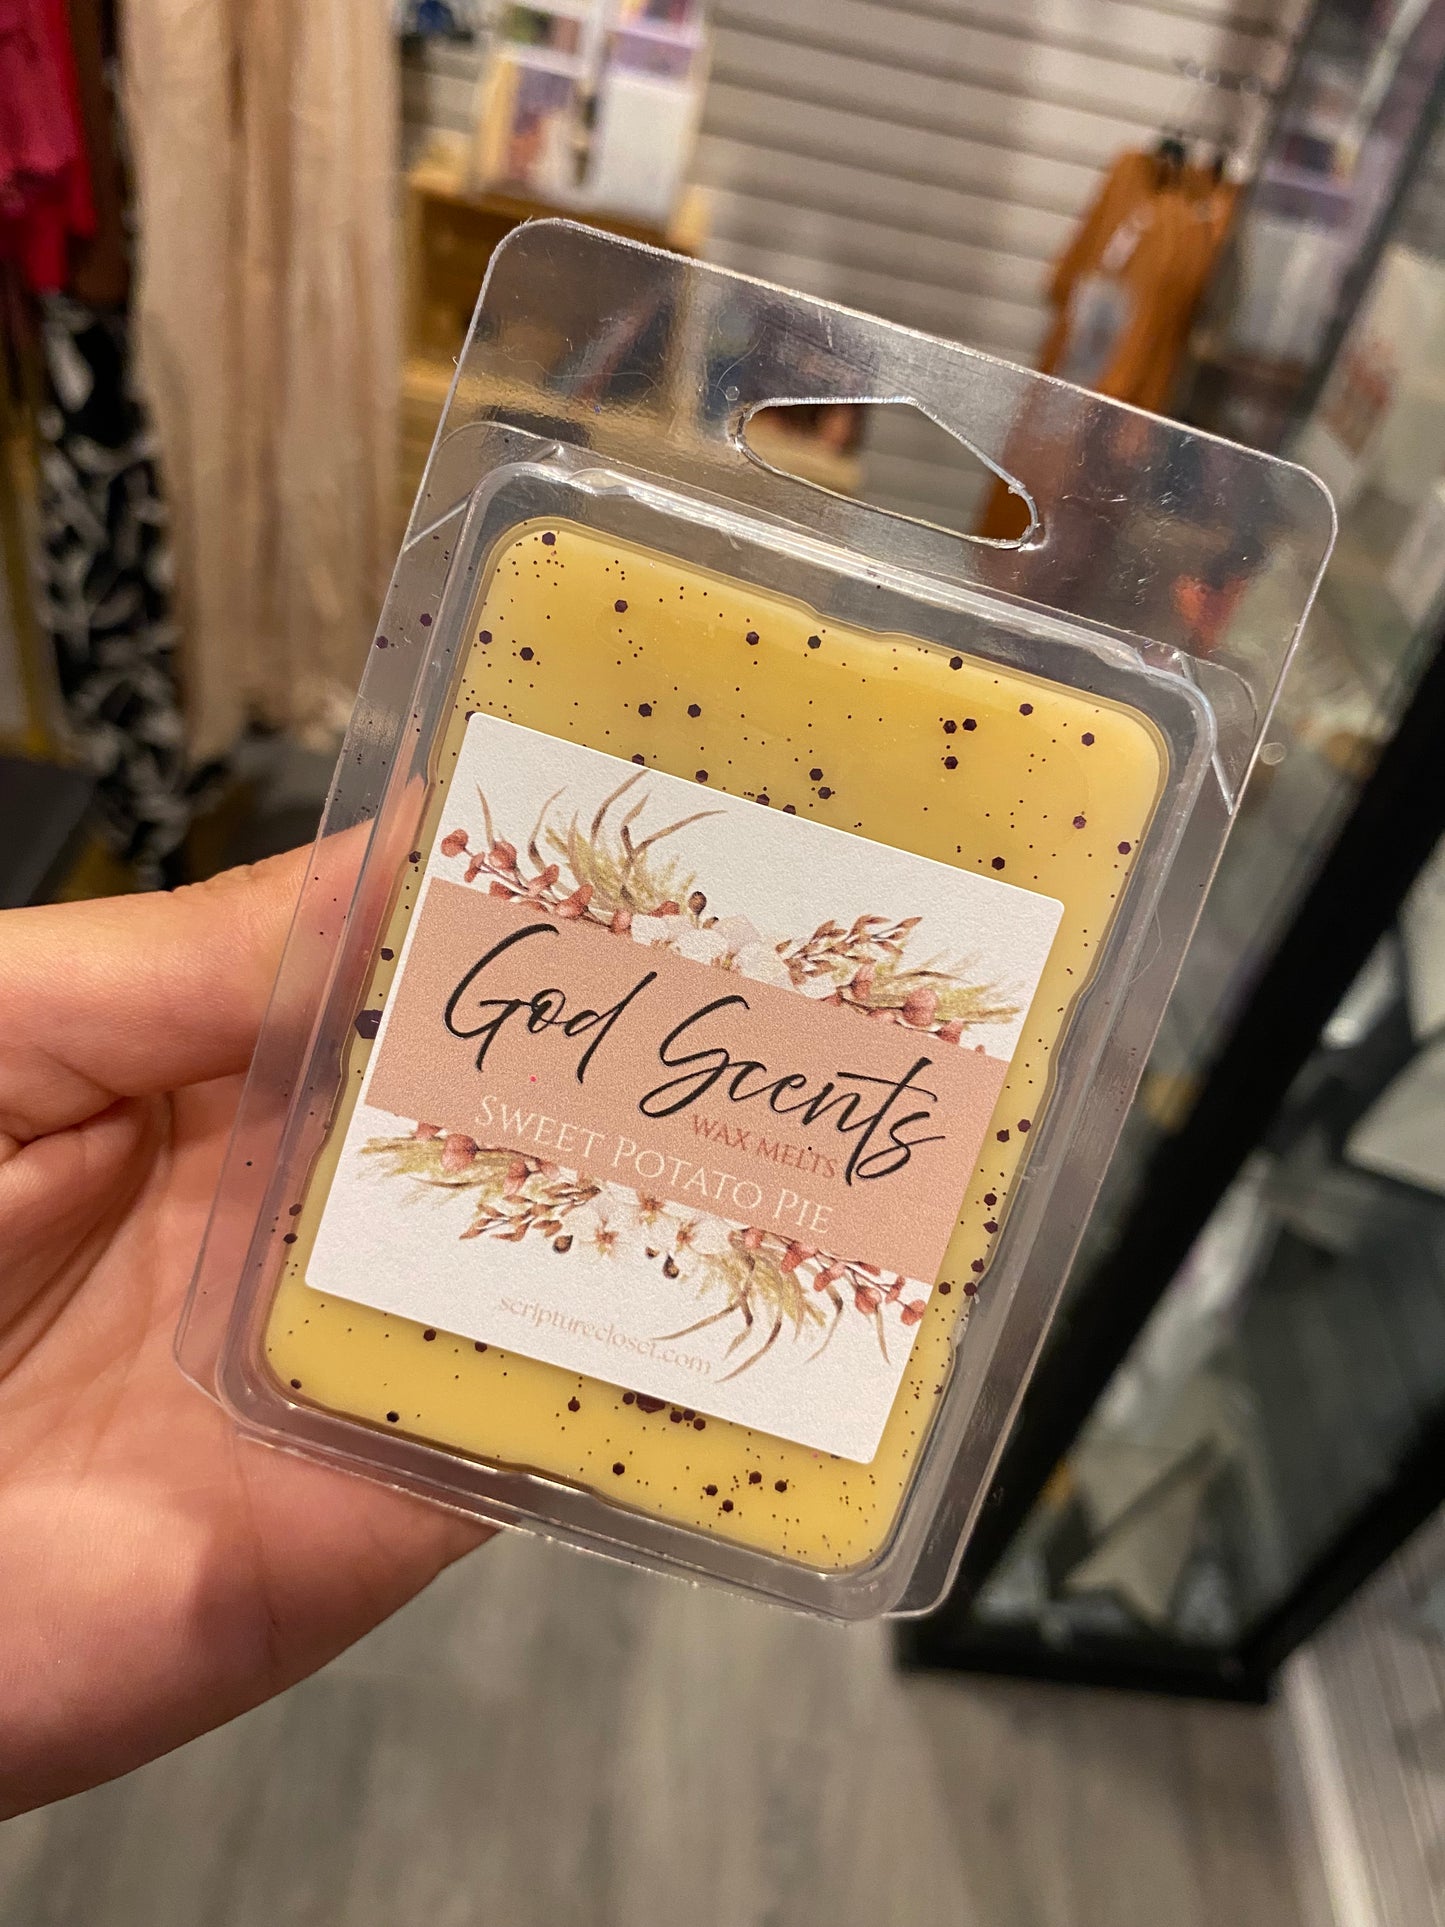 God Scents
WAX MELTS
SWEET POTATO PIE
scripturecloset.com